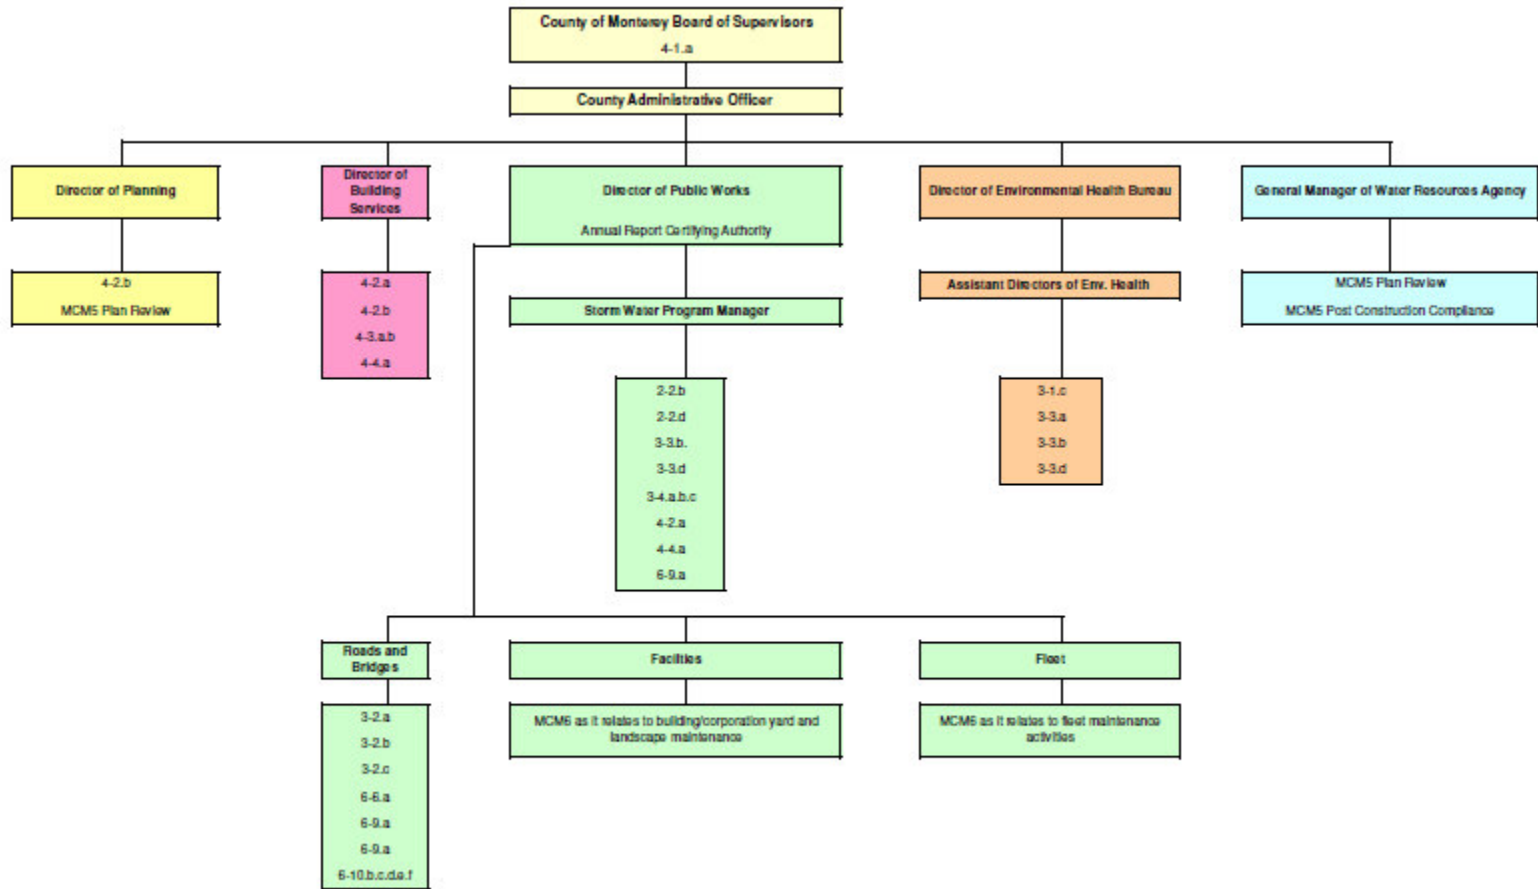 County of Monterey Board of Supervisors
4-1.a
County Administrative Officer
Director of Planning
Director of
Building
Services
Director of Public Works
Annual Report Certifying Authority
Director of Environmental Health Bureau
General Manager of Water Resources Agency
4-2.b
MCM5 Plan Review
4-2.a
4-2.b
4-3.a.b
4-4.a
Storm Water Program Manager
Assistant Directors of Env. Health
MCM5 Plan Review
MCM5 Post Construction Compliance
2-2.b
2-2.d
3-3.b.
3-3.d
3-4.a.b.c
4-2.a
4-4.a
6-9.a
3-1.c
3-3.a
3-3.b
3-3.d
Roads and
Bridges
Facilities
Fleet
3-2.a
3-2.b
3-2.c
6-6.a
6-9.a
6-9.a
6-10.b.c.d.e.f
MCM6 as it relates to building/corporation yard and
landscape maintenance
MCM6 as it relates to fleet maintenance
activities